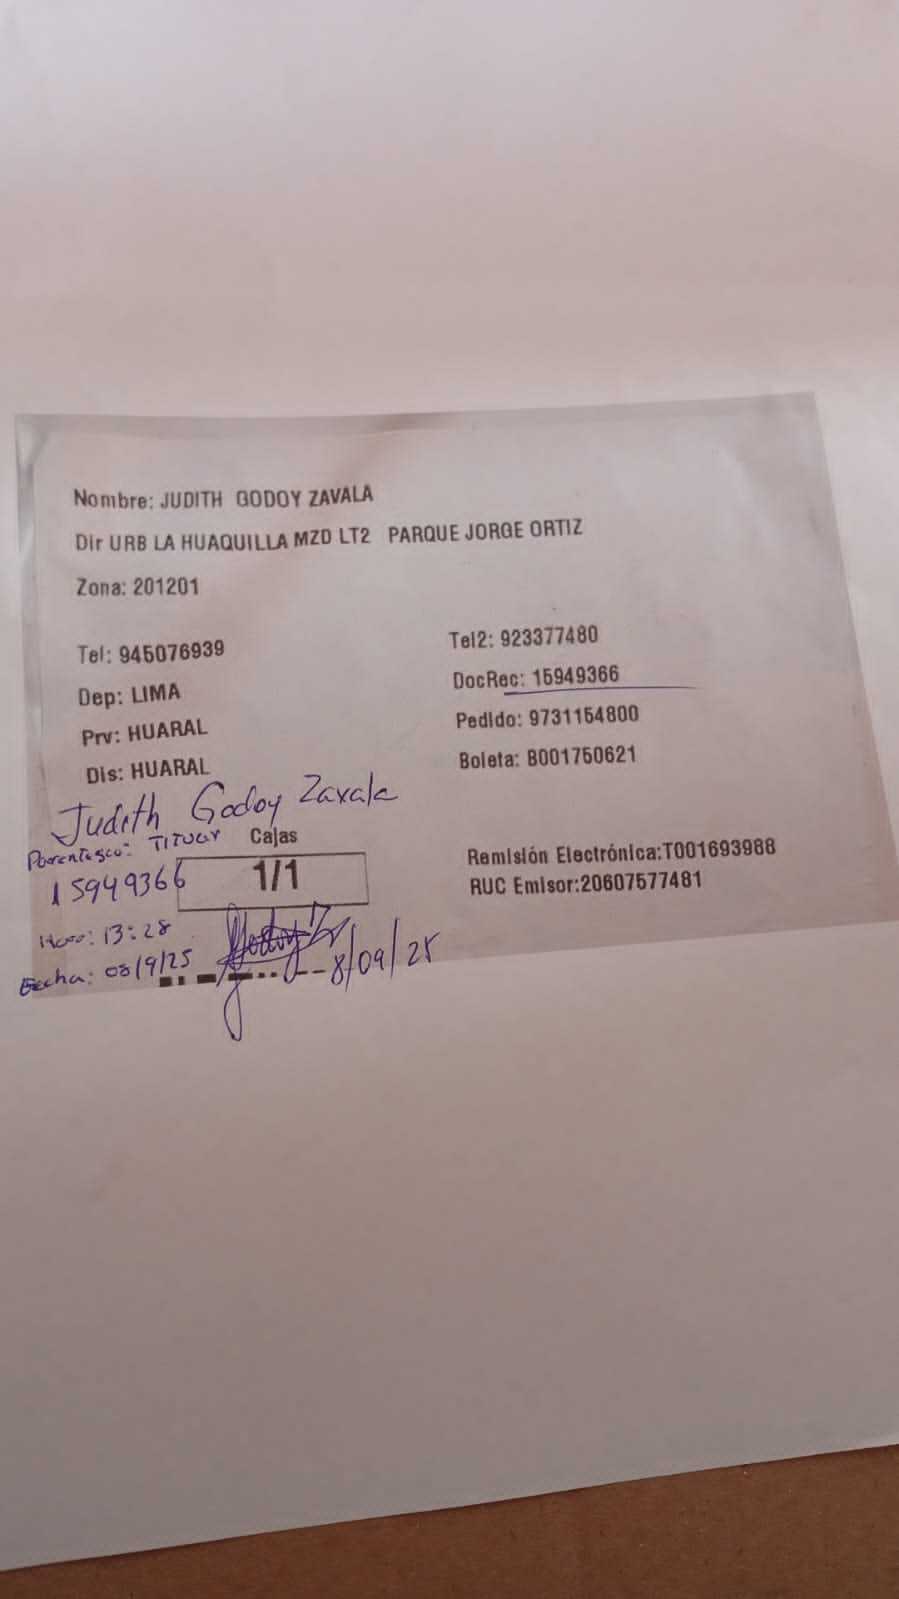 Nombre: JUDITH GODOY ZAVALA
Dir URB LA HUAQUILLA MZD LT2 PARQUE JORGE ORTIZ
Zona: 201201
Tel: 945076939 Tel2: 923377480
Dep: LIMA DocRec: 15949366
Prv: HUARAL Pedido: 9731154800
Dis: HUARAL Boleta: B001750621
Judith Godoy Zavala
Parentesco: TITULAR Cajas
15949366 1/1 Remisión Electrónica:T001693988
RUC Emisor:20607577481
Hora: 13:28
Fecha: 08/9/25 8/09/25